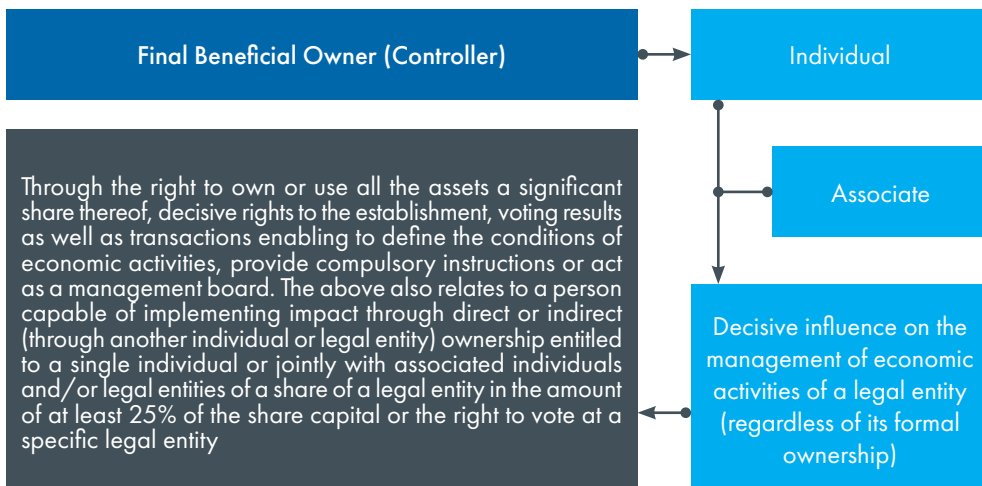 Final Beneficial Owner (Controller)
Individual
Associate
Decisive influence on the
management of economic
activities of a legal entity
(regardless of its formal
ownership)
Through the right to own or use all the assets a significant
share thereof, decisive rights to the establishment, voting results
as well as transactions enabling to define the conditions of
economic activities, provide compulsory instructions or act
as a management board. The above also relates to a person
capable of implementing impact through direct or indirect
(through another individual or legal entity) ownership entitled
to a single individual or jointly with associated individuals
and/or legal entities of a share of a legal entity in the amount
of at least 25% of the share capital or the right to vote at a
specific legal entity